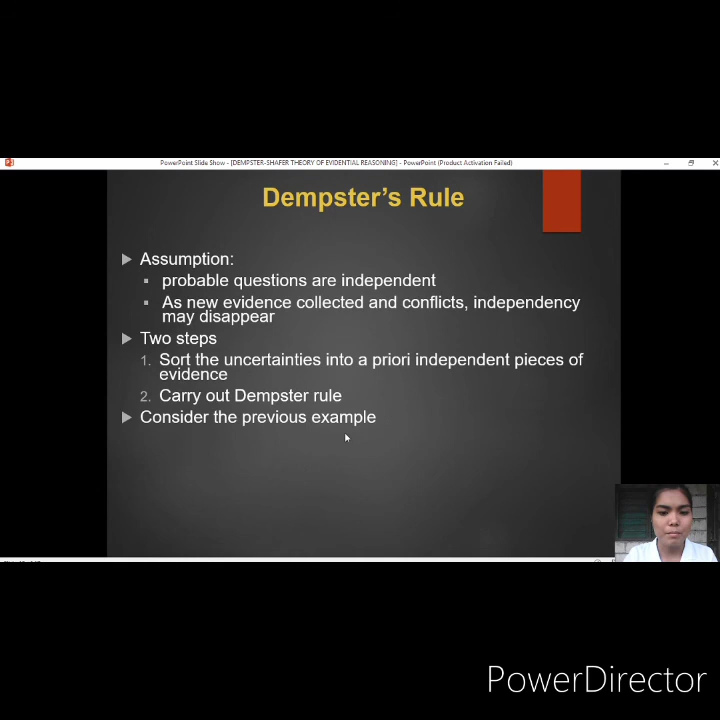 PowerPoint Slide Show - [DEMPSTER-SHAFER THEORY OF EVIDENTIAL REASONING] - PowerPoint (Product Activation Failed)
Dempster's Rule
Assumption:
probable questions are independent
As new evidence collected and conflicts, independency
may disappear
Two steps
1. Sort the uncertainties into a priori independent pieces of
evidence
2. Carry out Dempster rule
Consider the previous example
PowerDirector